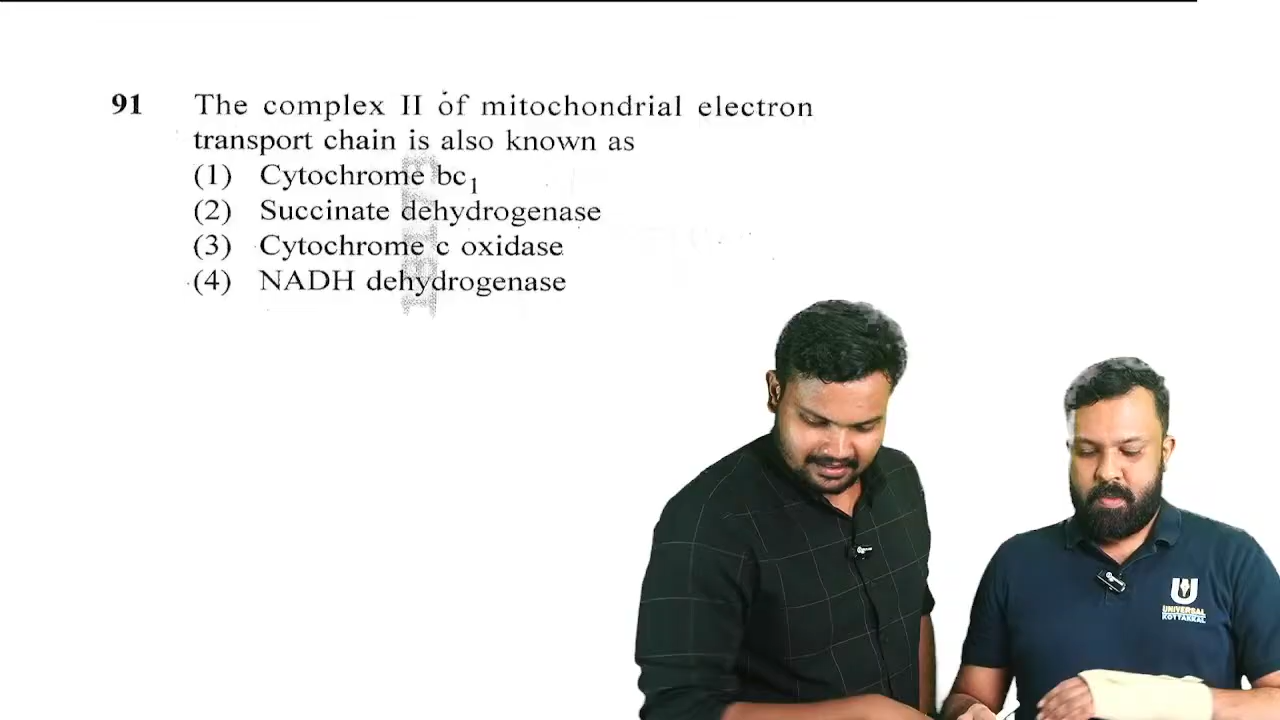 91 The complex II of mitochondrial electron
transport chain is also known as
(1) Cytochrome bc₁
(2) Succinate dehydrogenase
(3) Cytochrome c oxidase
(4) NADH dehydrogenase
UNIVERSAL
KOTTAKKAL